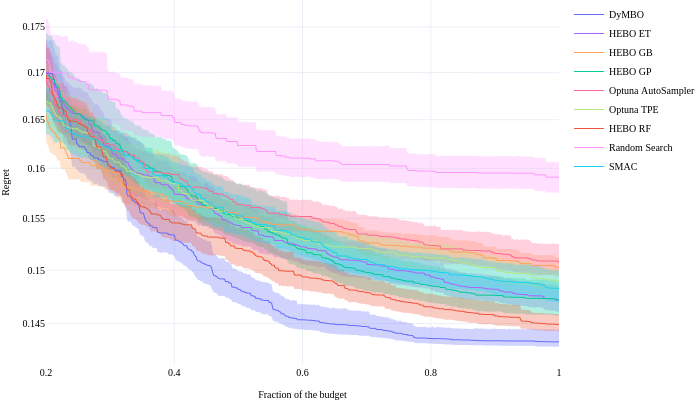 DyMBO
HEBO ET
HEBO GB
HEBO GP
Optuna AutoSampler
Optuna TPE
HEBO RF
Random Search
SMAC
0.175
0.17
0.165
0.16
0.155
0.15
0.145
Regret
0.2
0.4
0.6
0.8
1
Fraction of the budget